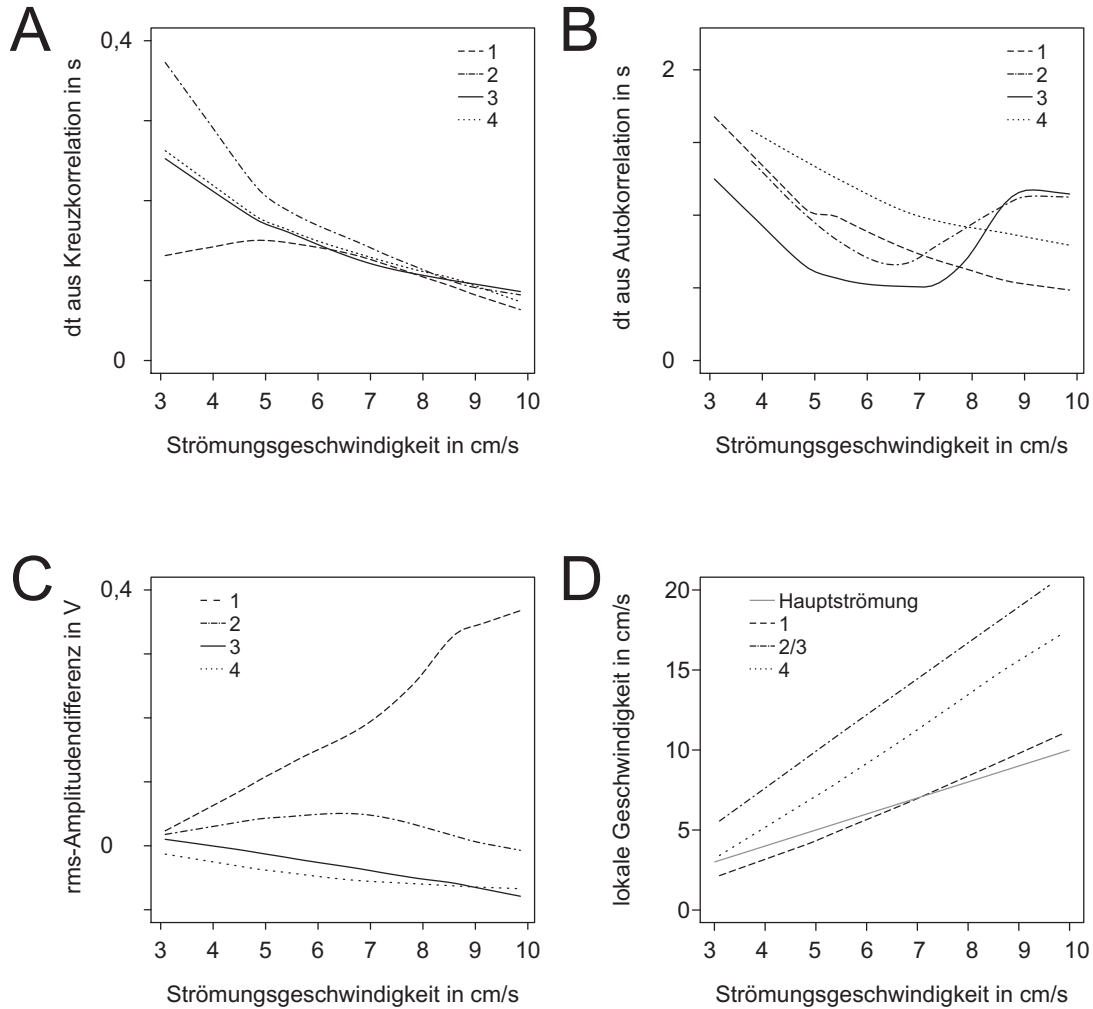 A
dt aus Kreuzkorrelation in s
0,4
0
1
2
3
4
3 4 5 6 7 8 9 10
Strömungsgeschwindigkeit in cm/s
B
dt aus Autokorrelation in s
2
0
1
2
3
4
3 4 5 6 7 8 9 10
Strömungsgeschwindigkeit in cm/s
C
rms-Amplitudendifferenz in V
0,4
0
1
2
3
4
3 4 5 6 7 8 9 10
Strömungsgeschwindigkeit in cm/s
D
lokale Geschwindigkeit in cm/s
20
15
10
5
0
Hauptströmung
1
2/3
4
3 4 5 6 7 8 9 10
Strömungsgeschwindigkeit in cm/s